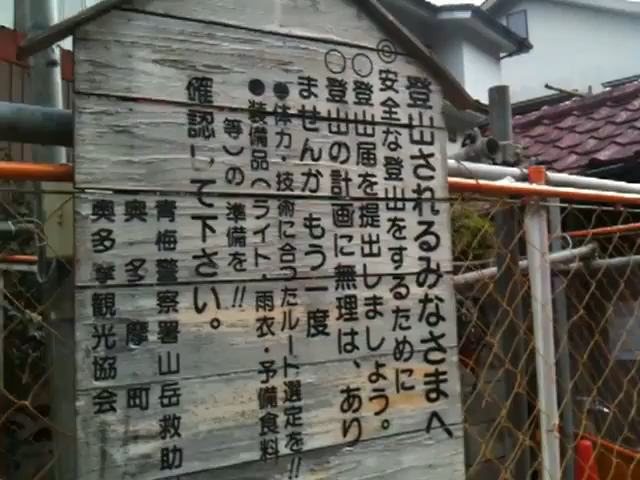 登山されるみなさまへ
◎安全な登山をするために
○登山届を提出しましょう。
○登山の計画に無理は、あり
ませんか もう一度
●体力・技術に合ったルート選定を!!
●装備品(ライト・雨衣・予備食料
等)の準備を!!
確認して下さい。
青梅警察署山岳救助
奥多摩町
奥多摩観光協会